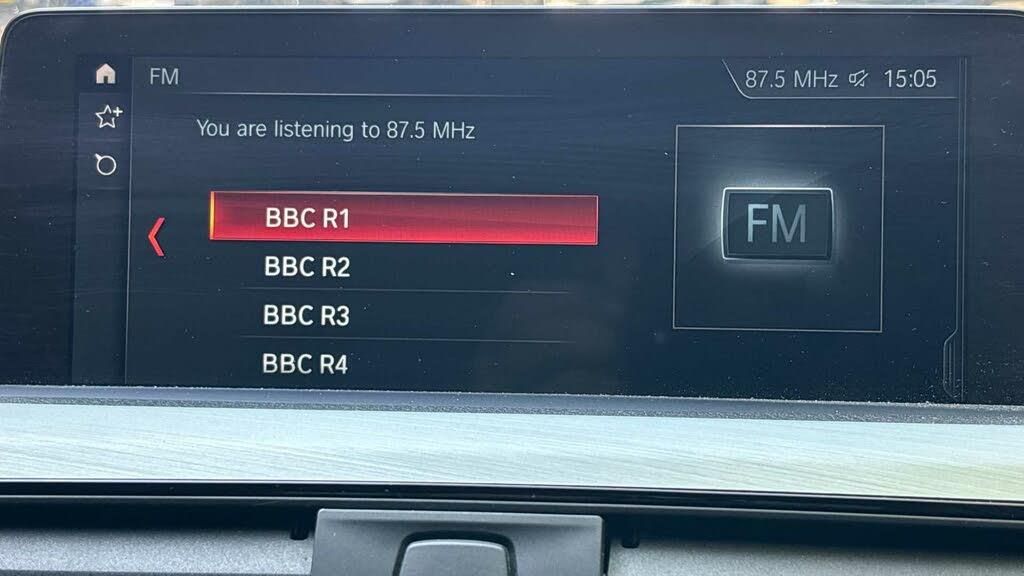 FM
87.5 MHz 15:05
You are listening to 87.5 MHz
BBC R1
BBC R2
BBC R3
BBC R4
FM